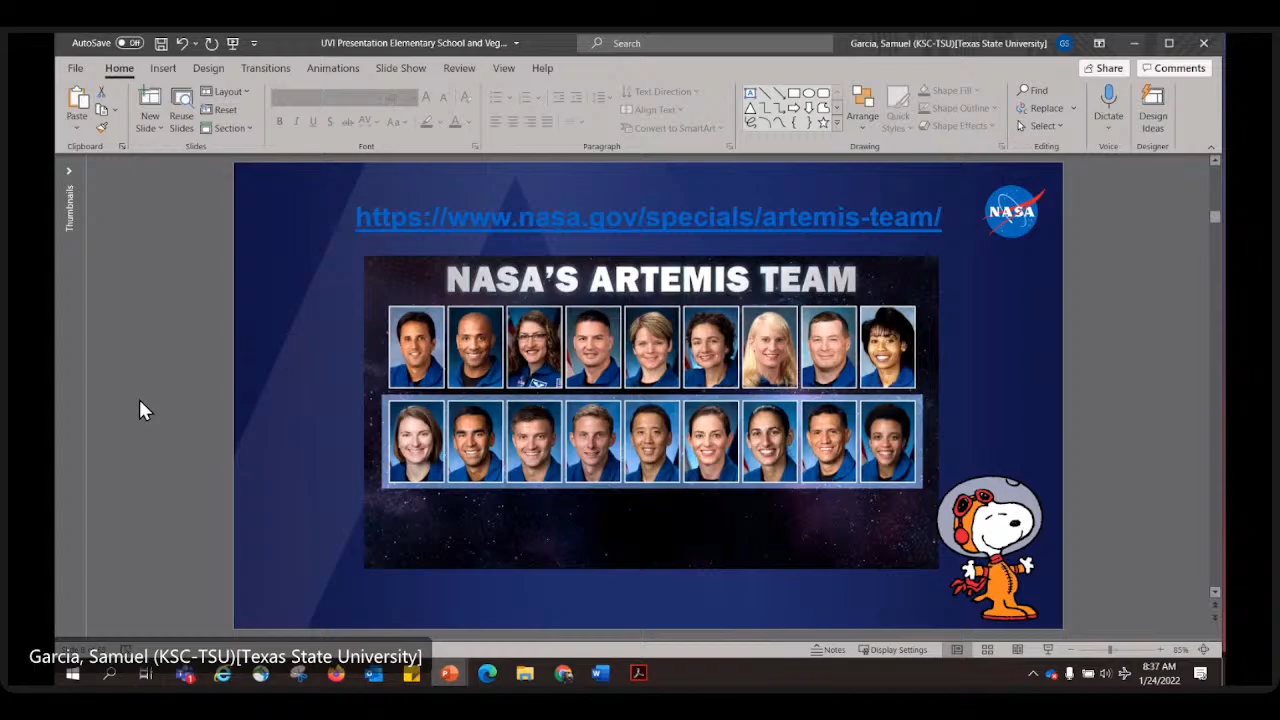 AutoSave Off
UVI Presentation Elementary School and Veg...
Search
Garcia, Samuel (KSC-TSU)[Texas State University] GS
File Home Insert Design Transitions Animations Slide Show Review View Help
Share Comments
Paste
New Slide
Reuse Slides
Layout
Reset
Section
B I U S ab AV Aa
A A A
Text Direction
Align Text
Convert to SmartArt
Arrange
Quick Styles
Shape Fill
Shape Outline
Shape Effects
Find
Replace
Select
Dictate
Design Ideas
Clipboard Slides Font Paragraph Drawing Editing Voice Designer
Thumbnails
https://www.nasa.gov/specials/artemis-team/
NASA
NASA'S ARTEMIS TEAM
Garcia, Samuel (KSC-TSU)[Texas State University]
Notes Display Settings 85%
8:37 AM
1/24/2022